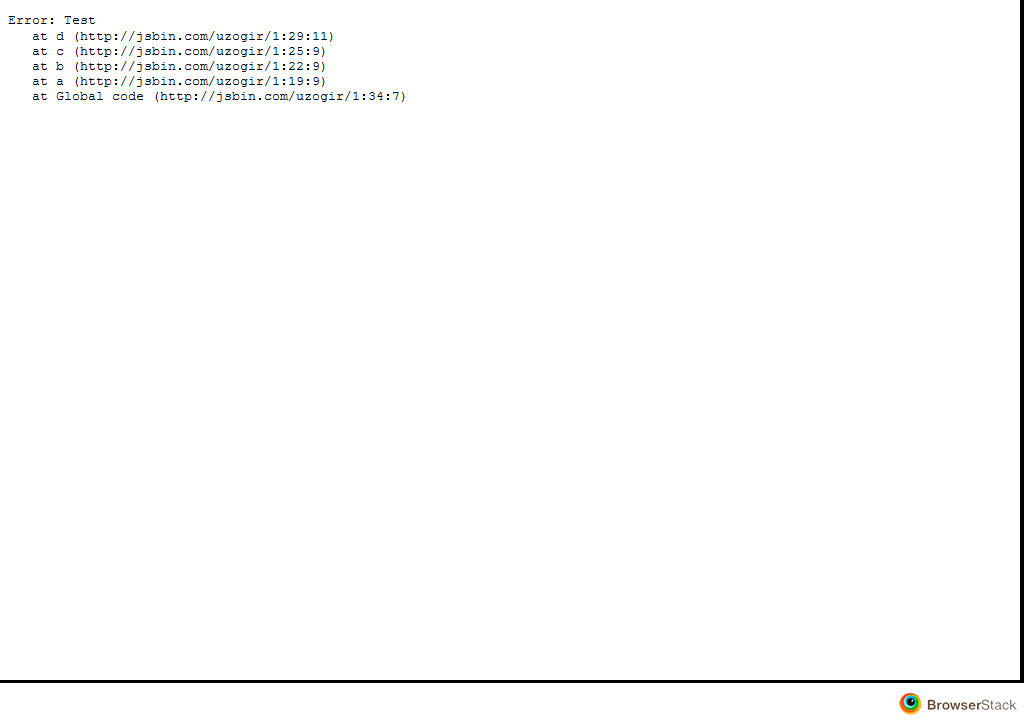 Error: Test
   at d (http://jsbin.com/uzogir/1:29:11)
   at c (http://jsbin.com/uzogir/1:25:9)
   at b (http://jsbin.com/uzogir/1:22:9)
   at a (http://jsbin.com/uzogir/1:19:9)
   at Global code (http://jsbin.com/uzogir/1:34:7)
BrowserStack